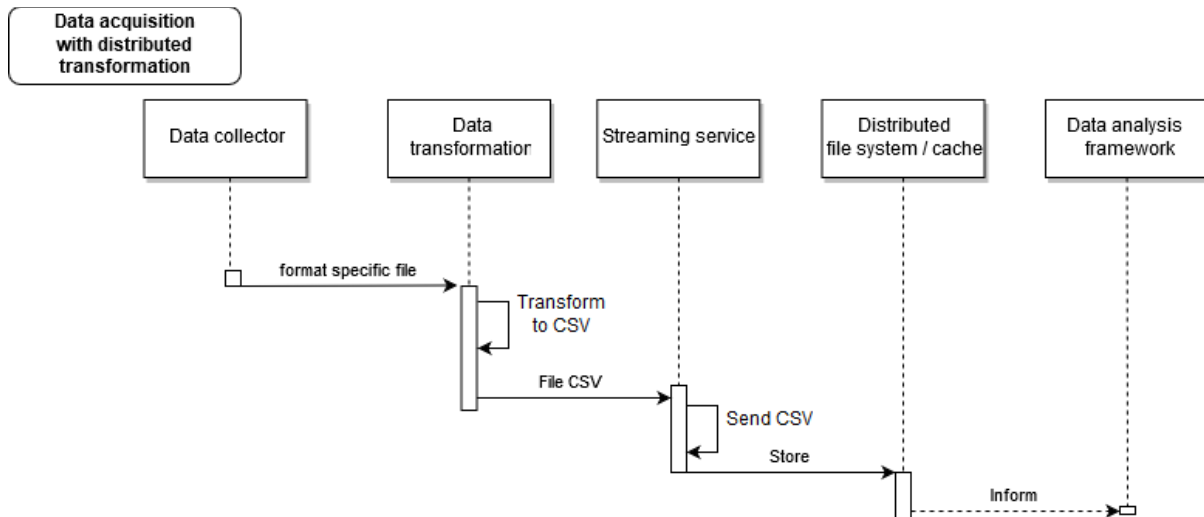 Data acquisition
with distributed
transformation
Data collector
Data
transformation
Streaming service
Distributed
file system / cache
Data analysis
framework
format specific file
Transform
to CSV
File CSV
Send CSV
Store
Inform